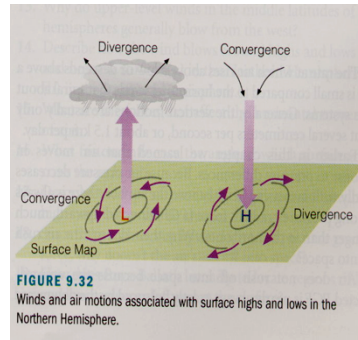 Divergence
Convergence
Convergence
L
H
Divergence
Surface Map
FIGURE 9.32
Winds and air motions associated with surface highs and lows in the
Northern Hemisphere.